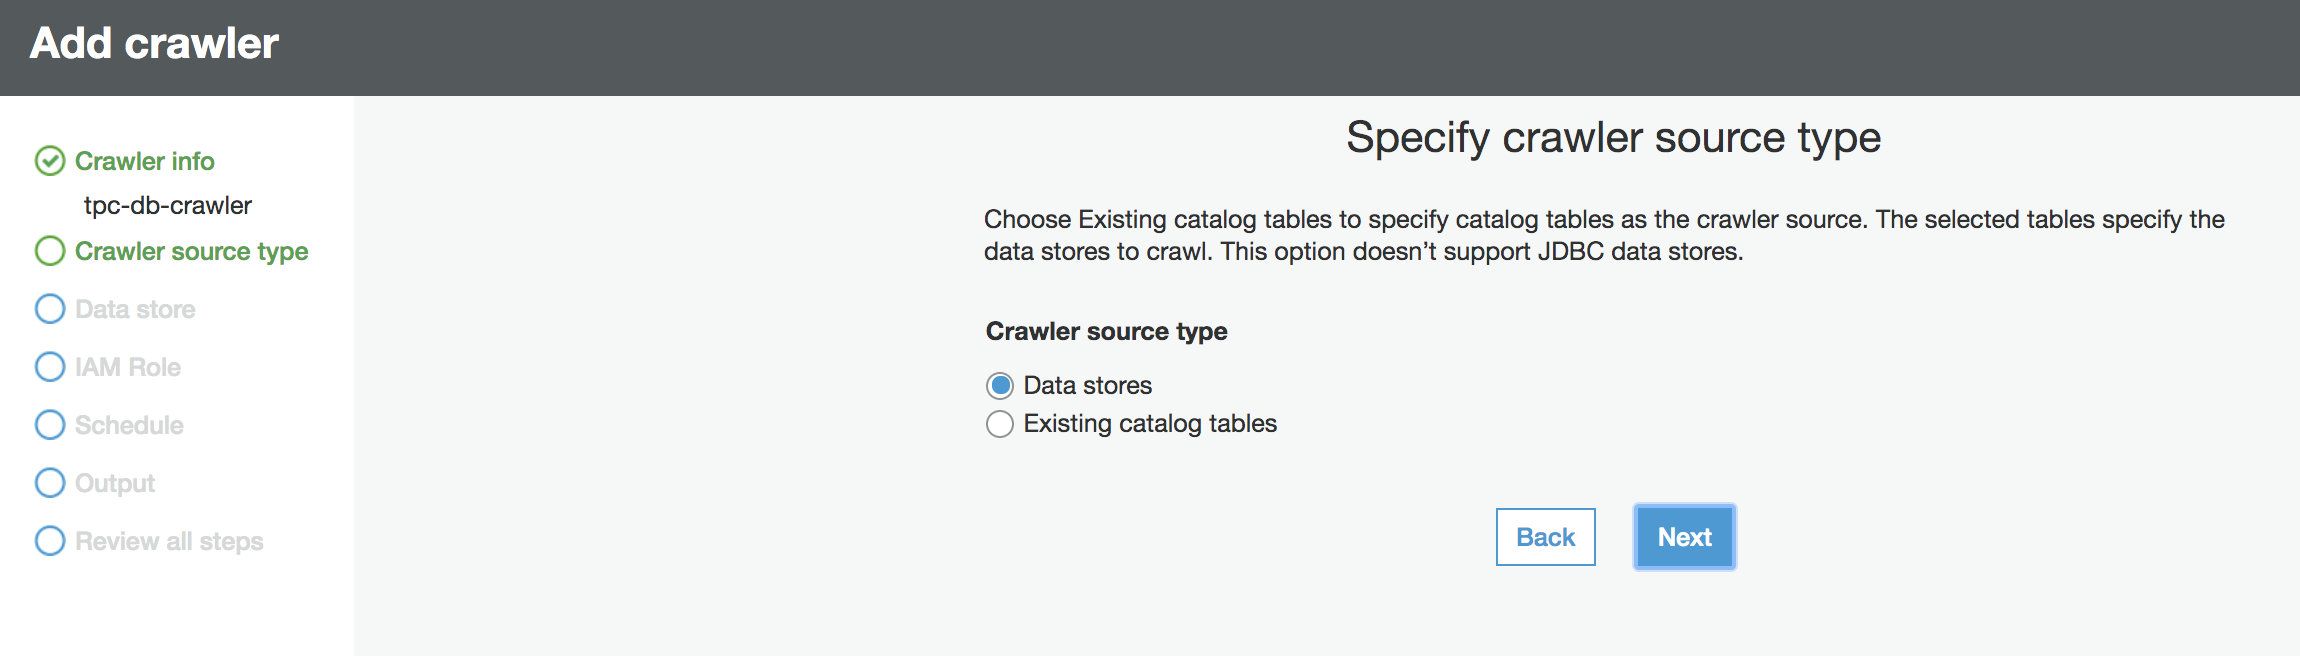 Add crawler
Crawler info
tpc-db-crawler
Crawler source type
Data store
IAM Role
Schedule
Output
Review all steps
Specify crawler source type
Choose Existing catalog tables to specify catalog tables as the crawler source. The selected tables specify the
data stores to crawl. This option doesn’t support JDBC data stores.
Crawler source type
Data stores
Existing catalog tables
Back
Next